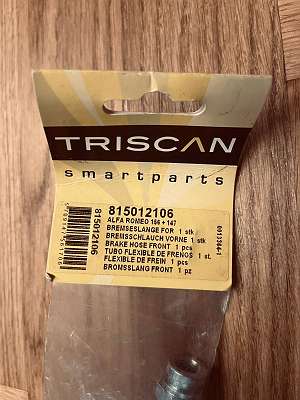 TRISCAN
smartparts
815012106
ALFA ROMEO 156 + 147
BREMSESLANGE FOR 1 stk
BREMSSCHLAUCH VORNE 1 stk
BRAKE HOSE FRONT 1 pcs
TUBO FLEXIBLE DE FRENOS 1 st.
FLEXIBLE DE FREIN 1 pcs
BROMSSLANG FRONT 1 pz
815012106